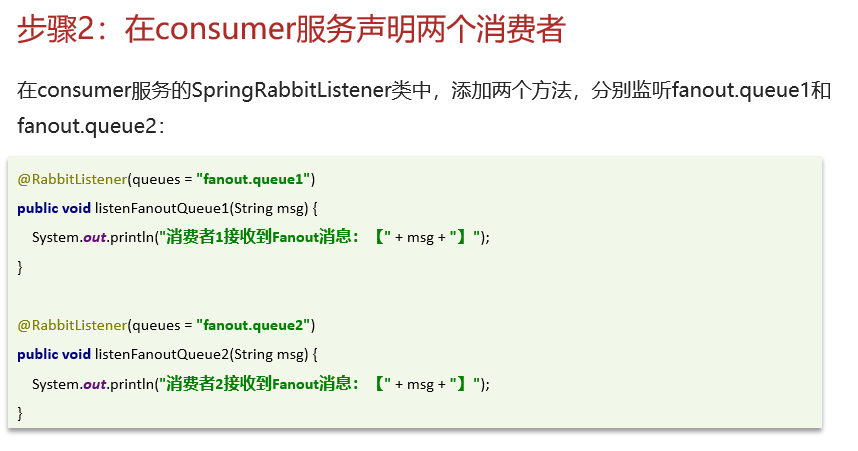 步骤2：在consumer服务声明两个消费者
在consumer服务的SpringRabbitListener类中，添加两个方法，分别监听fanout.queue1和
fanout.queue2：
@RabbitListener(queues = "fanout.queue1")
public void listenFanoutQueue1(String msg) {
    System.out.println("消费者1接收到Fanout消息：【" + msg + "】");
}
@RabbitListener(queues = "fanout.queue2")
public void listenFanoutQueue2(String msg) {
    System.out.println("消费者2接收到Fanout消息：【" + msg + "】");
}